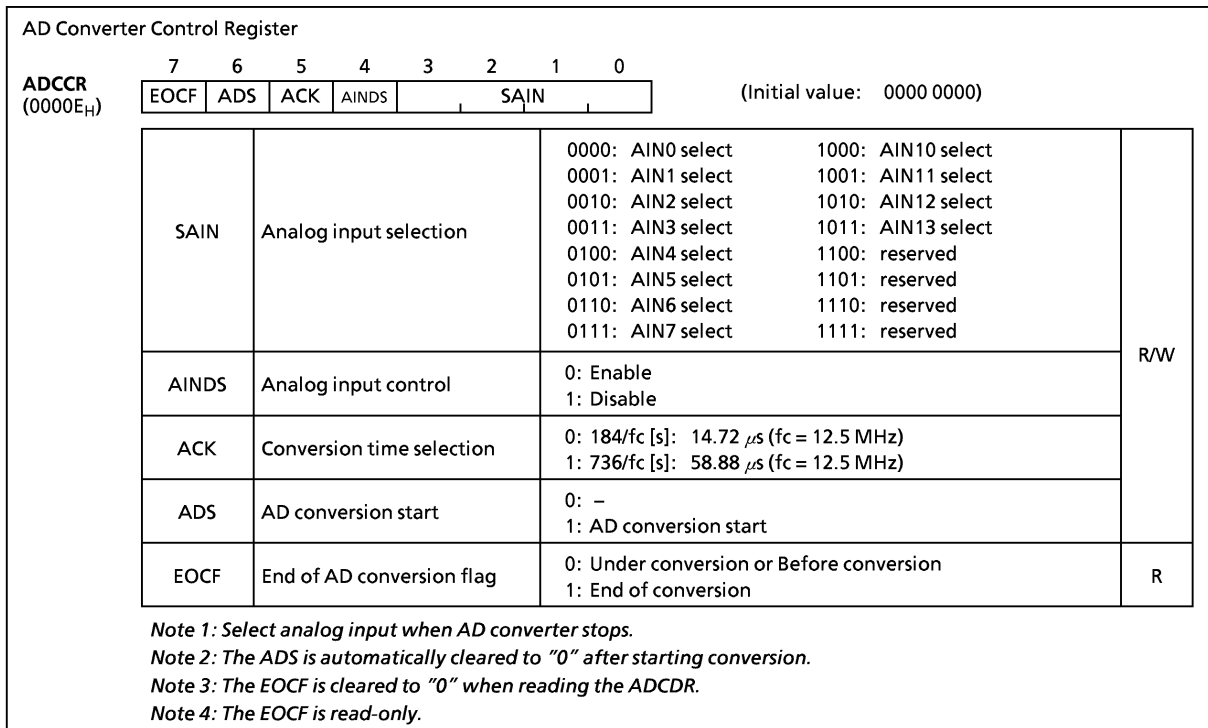 AD Converter Control Register
7 6 5 4 3 2 1 0
ADCCR
(0000EH)
EOCF ADS ACK AINDS SAIN
(Initial value: 0000 0000)
SAIN Analog input selection
0000: AIN0 select 1000: AIN10 select
0001: AIN1 select 1001: AIN11 select
0010: AIN2 select 1010: AIN12 select
0011: AIN3 select 1011: AIN13 select
0100: AIN4 select 1100: reserved
0101: AIN5 select 1101: reserved
0110: AIN6 select 1110: reserved
0111: AIN7 select 1111: reserved
R/W
AINDS Analog input control
0: Enable
1: Disable
ACK Conversion time selection
0: 184/fc [s]: 14.72 μs (fc = 12.5 MHz)
1: 736/fc [s]: 58.88 μs (fc = 12.5 MHz)
ADS AD conversion start
0: –
1: AD conversion start
EOCF End of AD conversion flag
0: Under conversion or Before conversion
1: End of conversion
R
Note 1: Select analog input when AD converter stops.
Note 2: The ADS is automatically cleared to ″0″ after starting conversion.
Note 3: The EOCF is cleared to ″0″ when reading the ADCDR.
Note 4: The EOCF is read-only.